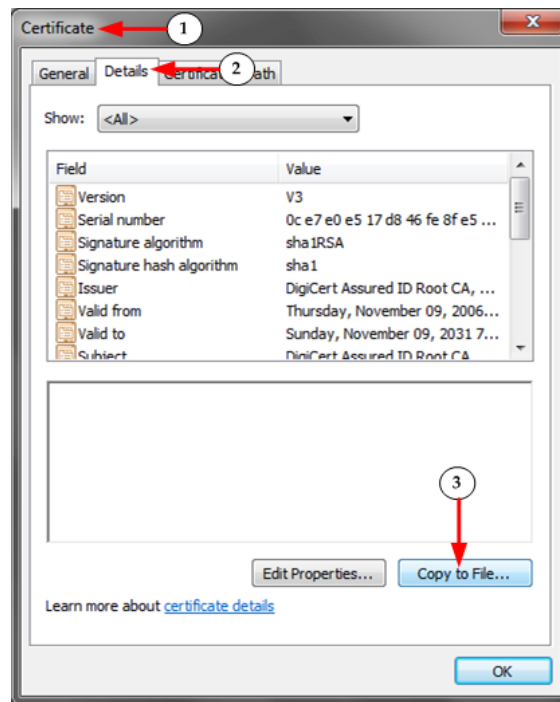 Certificate 1
General Details Certificat 2 ath
Show: <All>
Field Value
Version V3
Serial number 0c e7 e0 e5 17 d8 46 fe 8f e5 ...
Signature algorithm sha1RSA
Signature hash algorithm sha1
Issuer DigiCert Assured ID Root CA, ...
Valid from Thursday, November 09, 2006...
Valid to Sunday, November 09, 2031 7...
Subject DigiCert Assured ID Root CA
3
Edit Properties... Copy to File...
Learn more about certificate details
OK